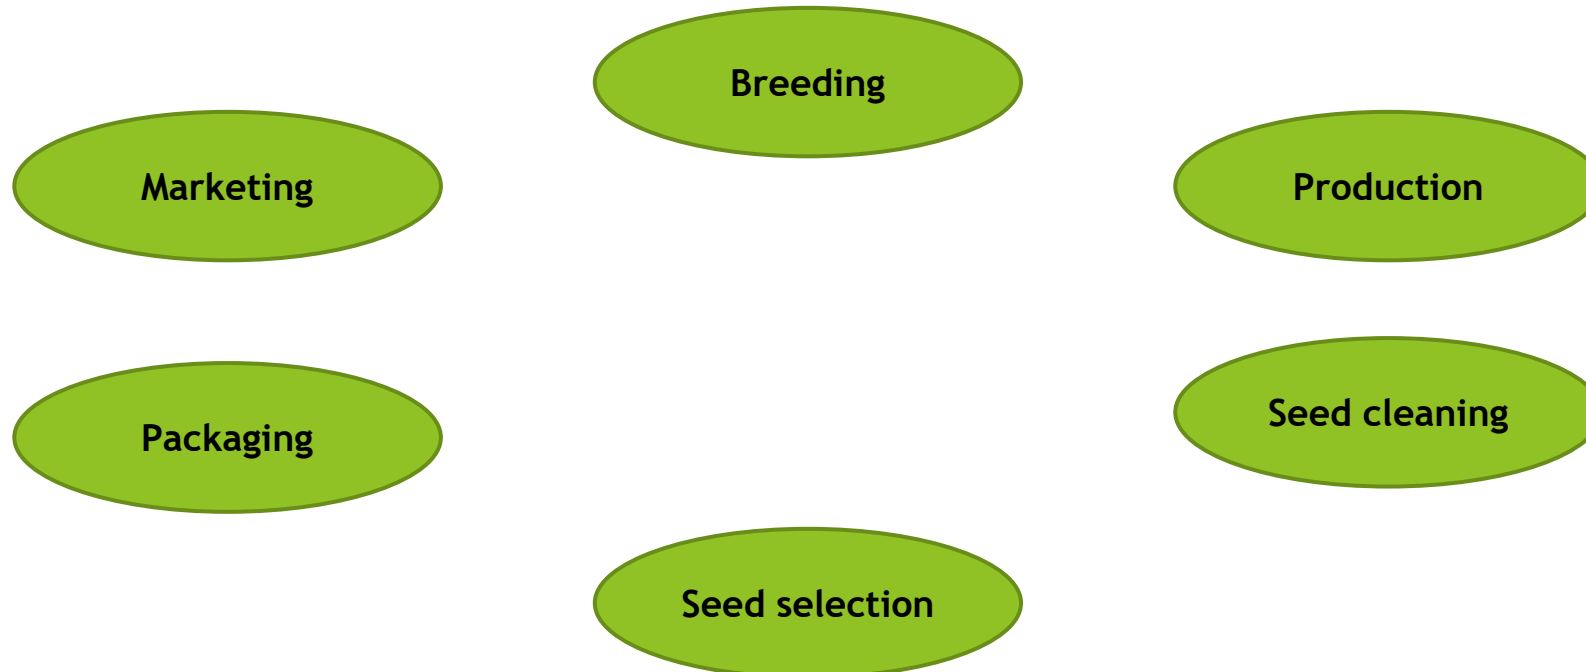 Breeding
Marketing
Production
Seed cleaning
Packaging
Seed selection